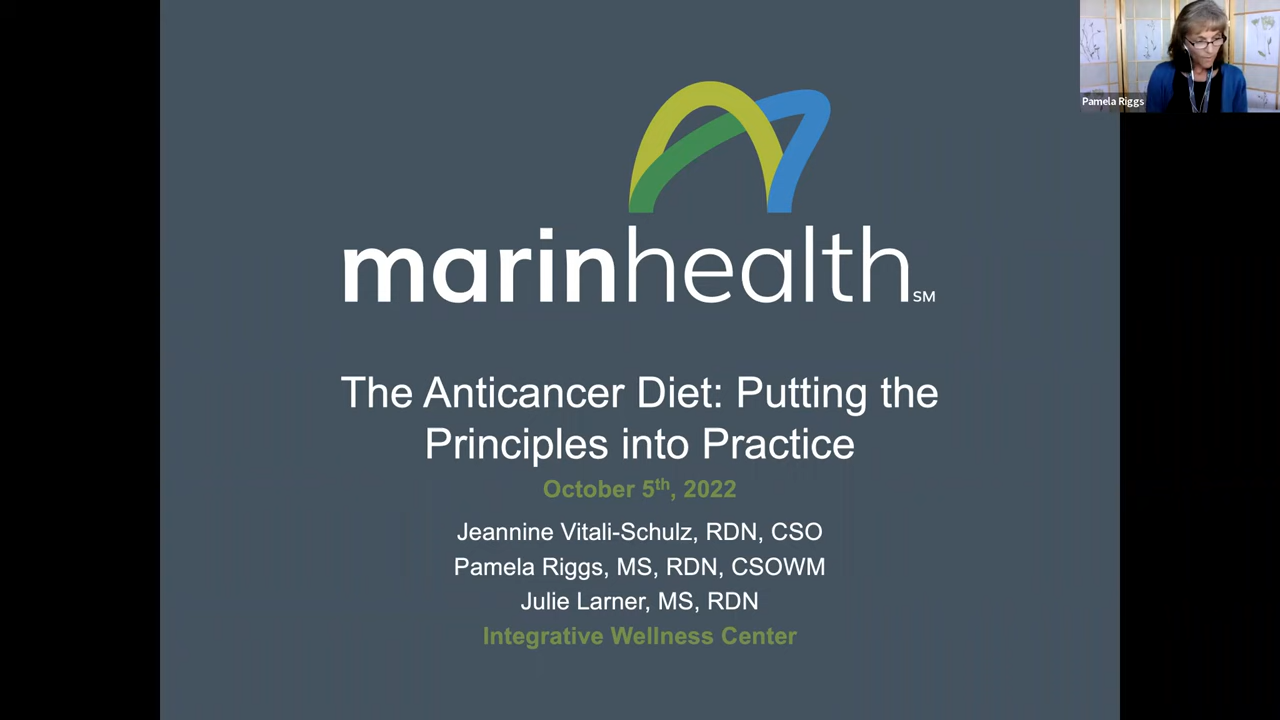 Pamela Riggs
marinhealth SM
The Anticancer Diet: Putting the
Principles into Practice
October 5th, 2022
Jeannine Vitali-Schulz, RDN, CSO
Pamela Riggs, MS, RDN, CSOWM
Julie Larner, MS, RDN
Integrative Wellness Center